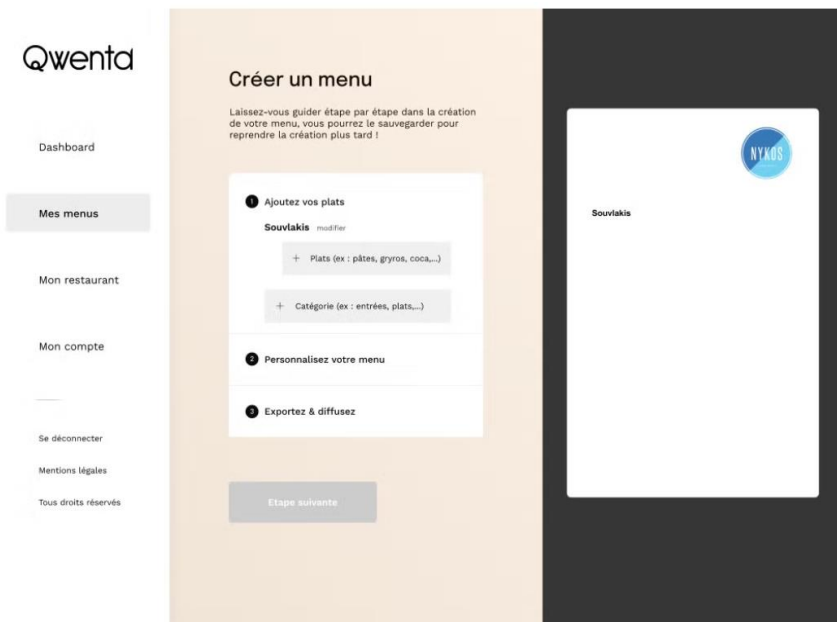 Qwenta
Dashboard
Mes menus
Mon restaurant
Mon compte
Se déconnecter
Mentions légales
Tous droits réservés
Créer un menu
Laissez-vous guider étape par étape dans la création
de votre menu, vous pourrez le sauvegarder pour
reprendre la création plus tard !
1 Ajoutez vos plats
Souvlakis modifier
+ Plats (ex : pâtes, gryros, coca,...)
+ Catégorie (ex : entrées, plats,...)
2 Personnalisez votre menu
3 Exportez & diffusez
Etape suivante
NYKOS
Souvlakis